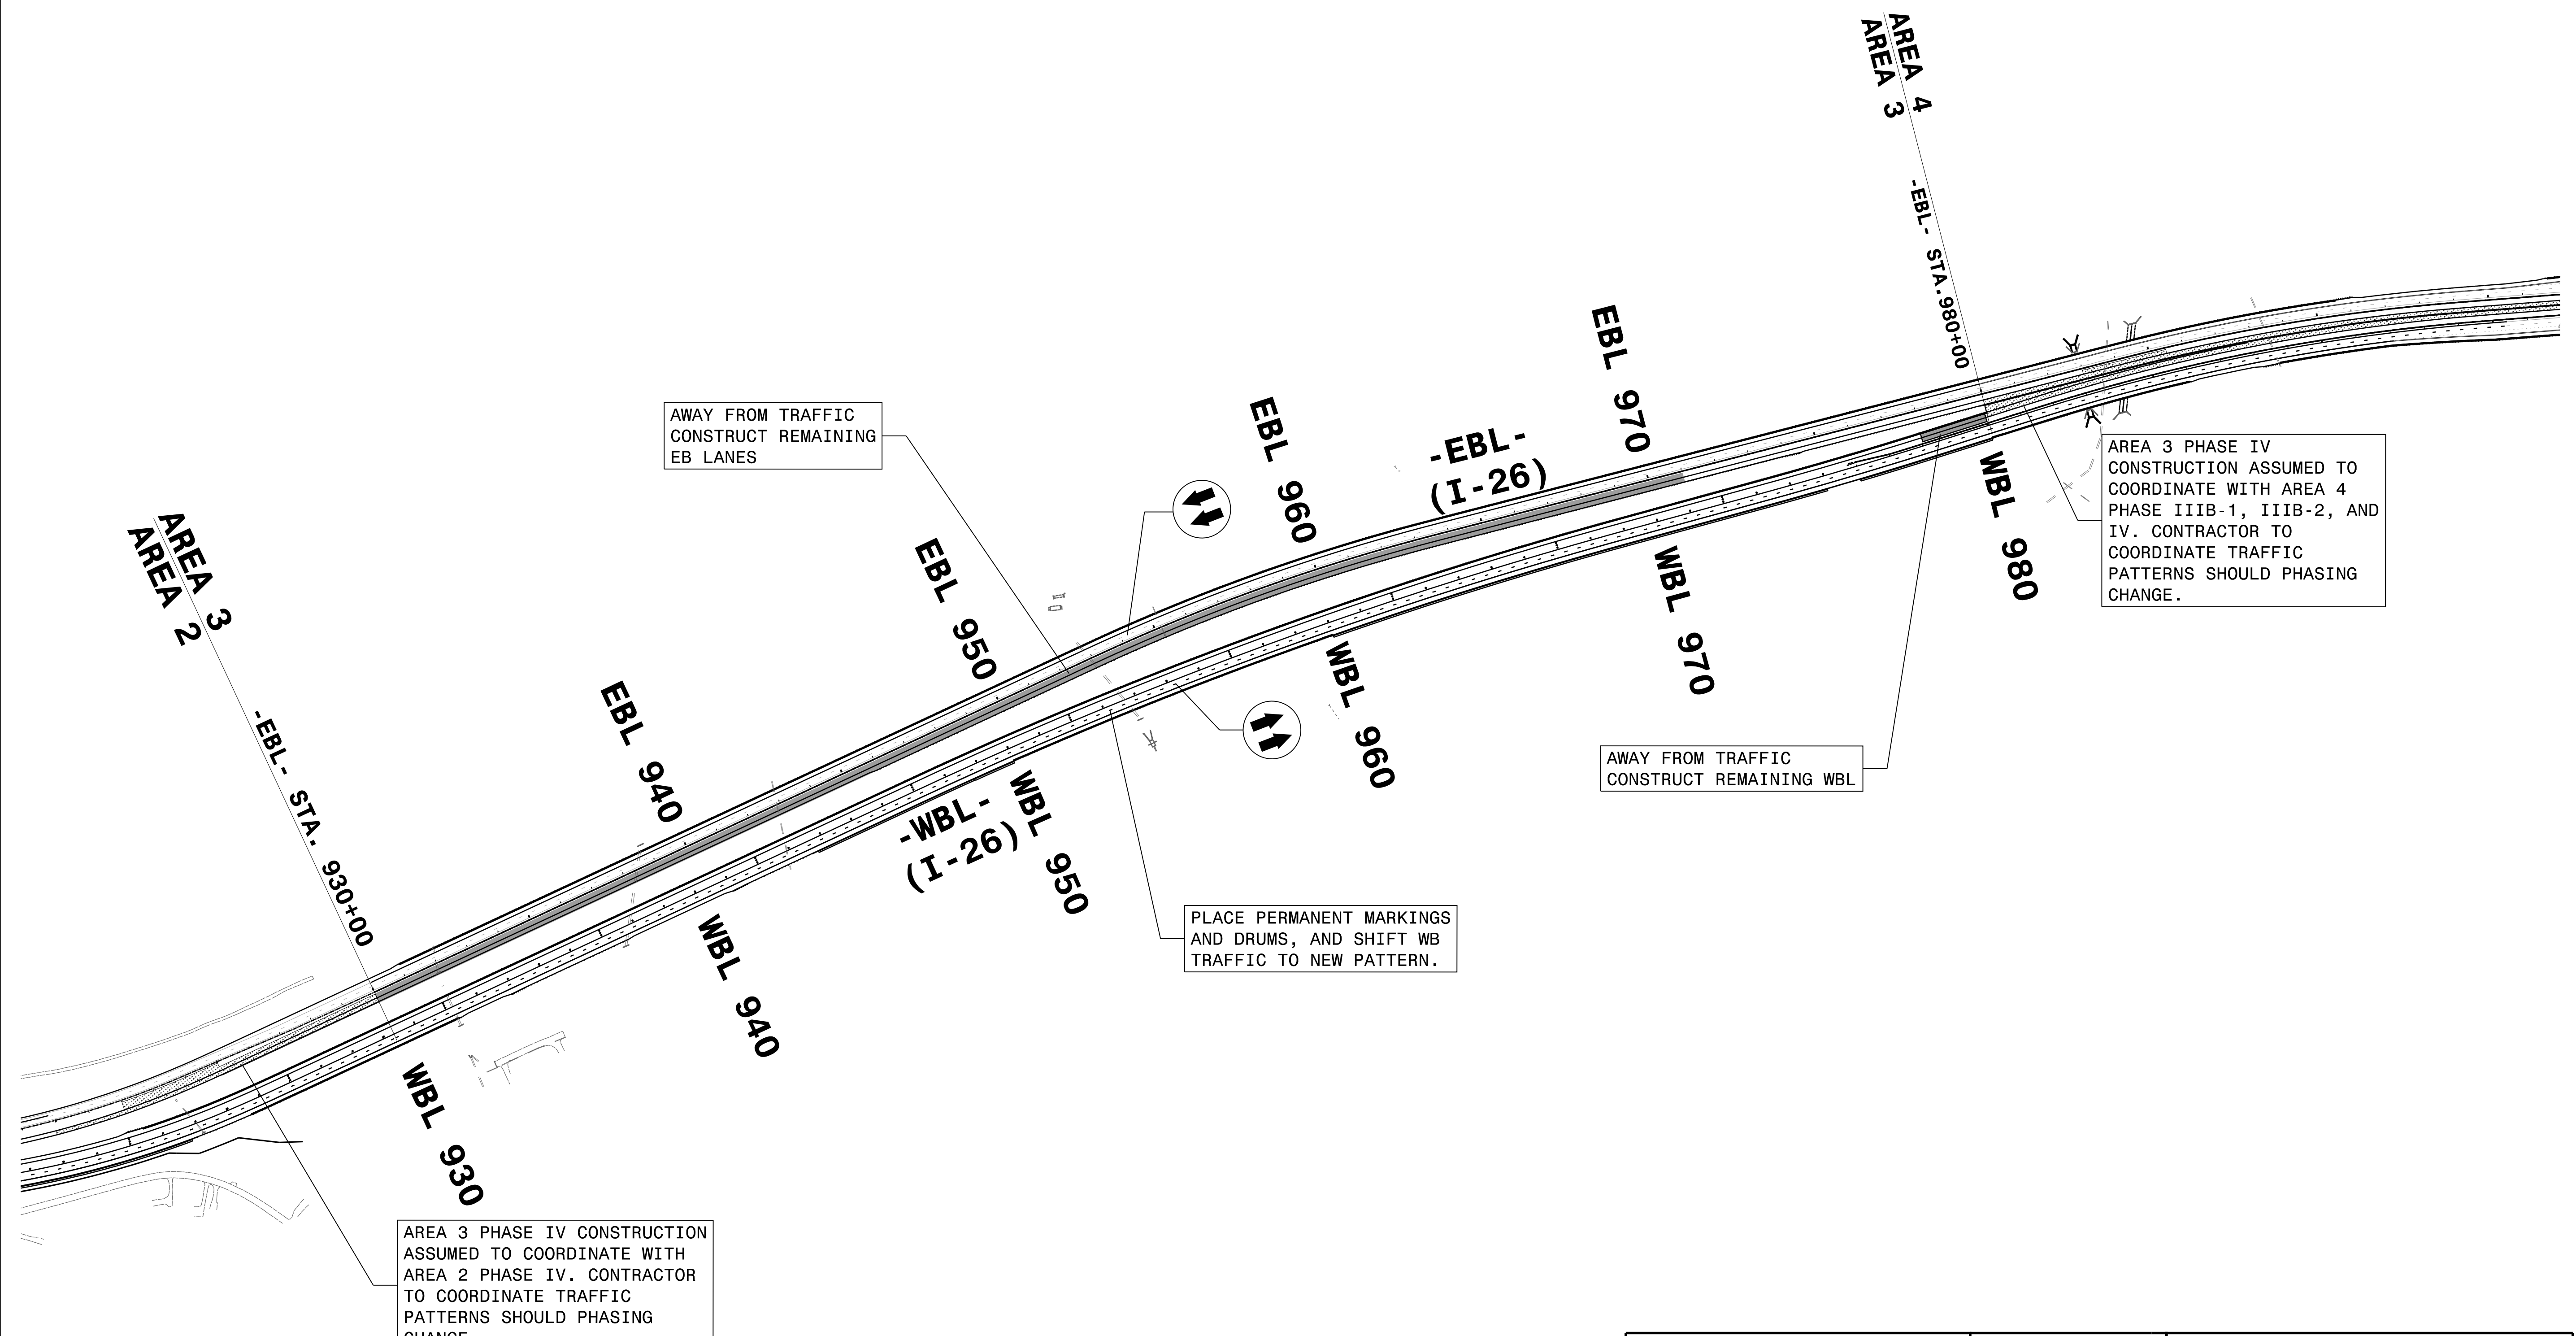 AREA 4
AREA 3
-EBL- STA.980+00
EBL 970
-EBL-
(I-26)
EBL 960
AWAY FROM TRAFFIC
CONSTRUCT REMAINING
EB LANES
EBL 950
AREA 3
AREA 2
-EBL- STA. 930+00
EBL 940
AREA 3 PHASE IV
CONSTRUCTION ASSUMED TO
COORDINATE WITH AREA 4
PHASE IIIB-1, IIIB-2, AND
IV. CONTRACTOR TO
COORDINATE TRAFFIC
PATTERNS SHOULD PHASING
CHANGE.
WBL 980
WBL 970
WBL 960
AWAY FROM TRAFFIC
CONSTRUCT REMAINING WBL
-WBL-
(I-26)
WBL 950
PLACE PERMANENT MARKINGS
AND DRUMS, AND SHIFT WB
TRAFFIC TO NEW PATTERN.
WBL 940
WBL 930
AREA 3 PHASE IV CONSTRUCTION
ASSUMED TO COORDINATE WITH
AREA 2 PHASE IV. CONTRACTOR
TO COORDINATE TRAFFIC
PATTERNS SHOULD PHASING